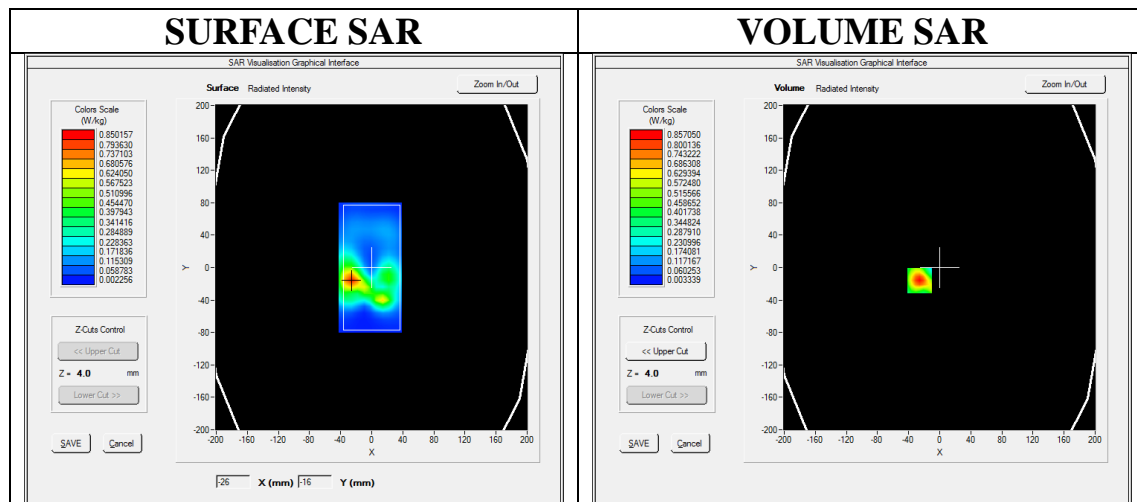 SURFACE SAR
SAR Visualisation Graphical Interface
Surface Radiated Intensity
Zoom In/Out
Colors Scale
(W/kg)
0.850157
0.793630
0.737103
0.680576
0.624050
0.567523
0.510996
0.454470
0.397943
0.341416
0.284889
0.228363
0.171836
0.115309
0.058783
0.002256
200
160
120
80
40
0
-40
-80
-120
-160
-200
Y
-200 -160 -120 -80 -40 0 40 80 120 160 200
X
Z-Cuts Control
<< Upper Cut
Z = 4.0 mm
Lower Cut >>
SAVE Cancel
-26 X (mm) -16 Y (mm)
VOLUME SAR
SAR Visualisation Graphical Interface
Volume Radiated Intensity
Zoom In/Out
Colors Scale
(W/kg)
0.857050
0.800136
0.743222
0.686308
0.629394
0.572480
0.515566
0.458652
0.401738
0.344824
0.287910
0.230996
0.174081
0.117167
0.060253
0.003339
200
160
120
80
40
0
-40
-80
-120
-160
-200
Y
-200 -160 -120 -80 -40 0 40 80 120 160 200
X
Z-Cuts Control
<< Upper Cut
Z = 4.0 mm
Lower Cut >>
SAVE Cancel